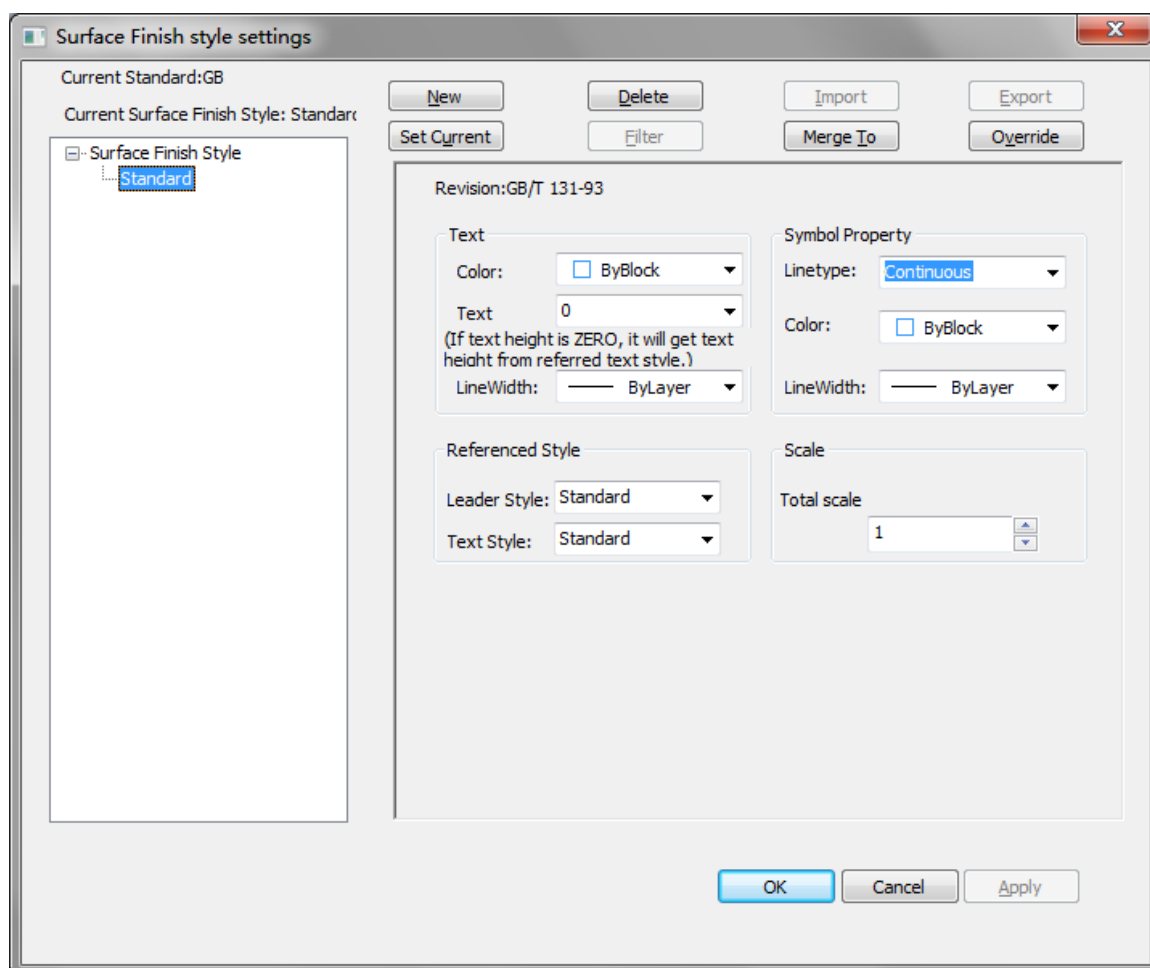 Surface Finish style settings
Current Standard:GB
Current Surface Finish Style: Standard
New
Delete
Import
Export
Set Current
Filter
Merge To
Override
Surface Finish Style
Standard
Revision:GB/T 131-93
Text
Color:
ByBlock
Text
0
(If text height is ZERO, it will get text
height from referred text style.)
LineWidth:
ByLayer
Symbol Property
Linetype:
Continuous
Color:
ByBlock
LineWidth:
ByLayer
Referenced Style
Leader Style:
Standard
Text Style:
Standard
Scale
Total scale
1
OK
Cancel
Apply